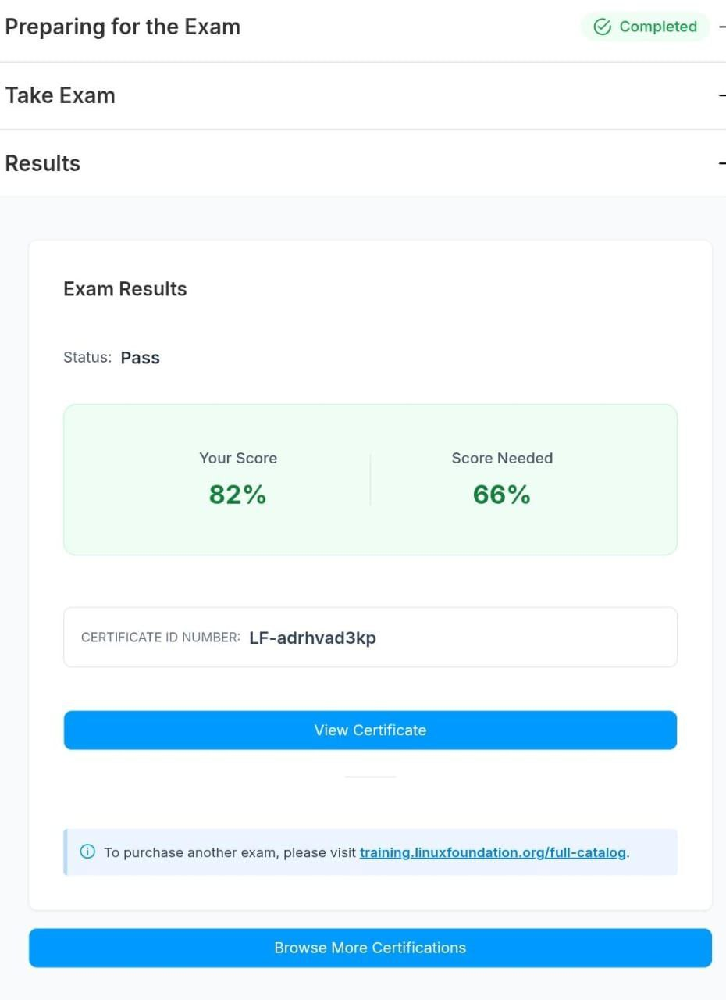 Preparing for the Exam
Completed
Take Exam
Results
Exam Results
Status: Pass
Your Score
Score Needed
82%
66%
CERTIFICATE ID NUMBER: LF-adrhvad3kp
View Certificate
To purchase another exam, please visit training.linuxfoundation.org/full-catalog.
Browse More Certifications